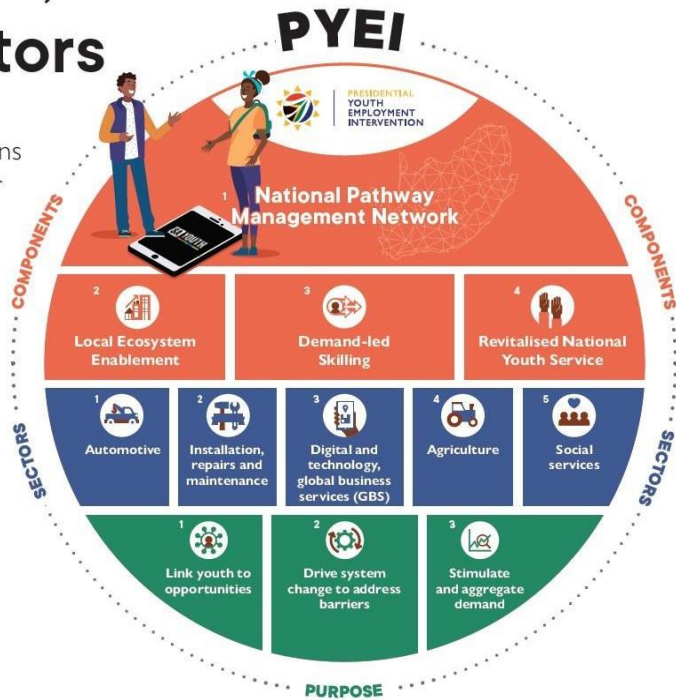 tors
ns
PYEI
PRESIDENTIAL
YOUTH
EMPLOYMENT
INTERVENTION
COMPONENTS
COMPONENTS
1
National Pathway
Management Network
YOUTH
2
Local Ecosystem
Enablement
3
Demand-led
Skilling
4
Revitalised National
Youth Service
SECTORS
SECTORS
1
Automotive
2
Installation,
repairs and
maintenance
3
Digital and
technology,
global business
services (GBS)
4
Agriculture
5
Social
services
1
Link youth to
opportunities
2
Drive system
change to address
barriers
3
Stimulate
and aggregate
demand
PURPOSE